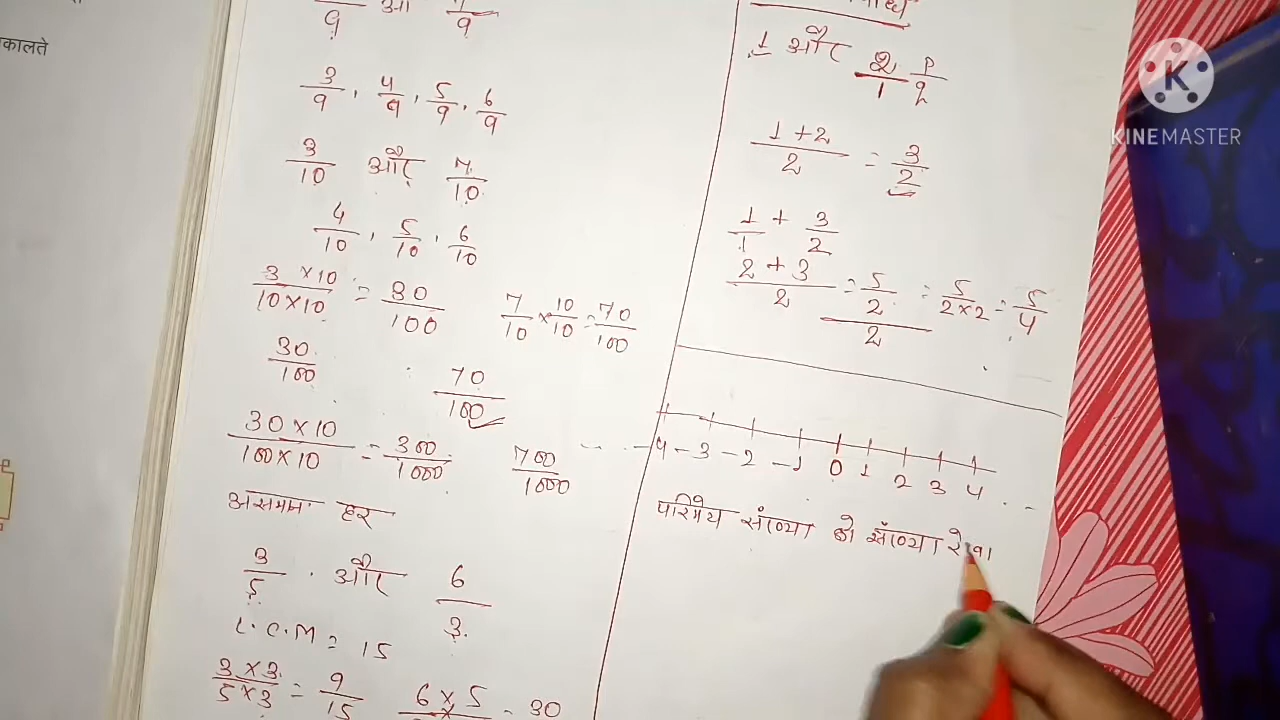 कालते
9 और 9
3/9, 4/9, 5/9, 6/9
3/10 और 7/10
4/10, 5/10, 6/10
3×10/10×10 = 30/100 7/10 × 10/10 = 70/100
30/100 70/100
30×10/100×10 = 300/1000 700/1000
असमान हर
3/5 और 6/3
L.C.M = 15
3×3/5×3 = 9/15 6×5 = 30
1 और 2/1 p/q
1+2/2 = 3/2
1/1 + 3/2
2+3/2 = 5/2/2 = 5/2×2 = 5/4
-4 -3 -2 -1 0 1 2 3 4
परिमेय संख्या को संख्या रेखा
KINEMASTER